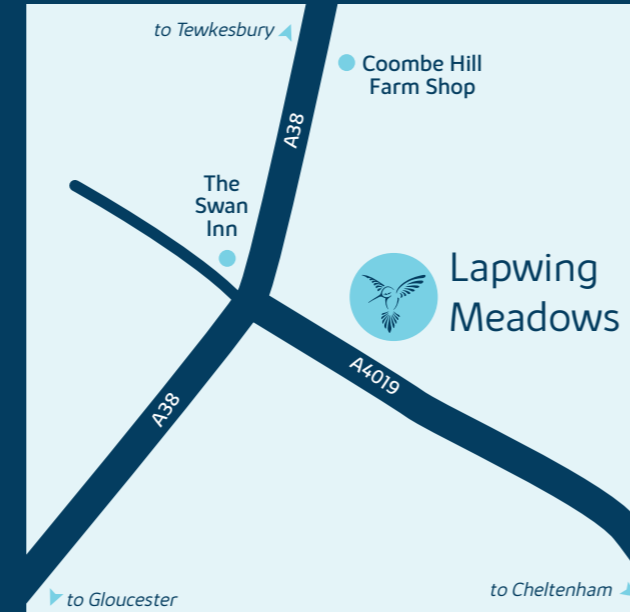 to Tewkesbury
Coombe Hill
Farm Shop
A38
The
Swan
Inn
Lapwing
Meadows
A4019
A38
to Gloucester
to Cheltenham